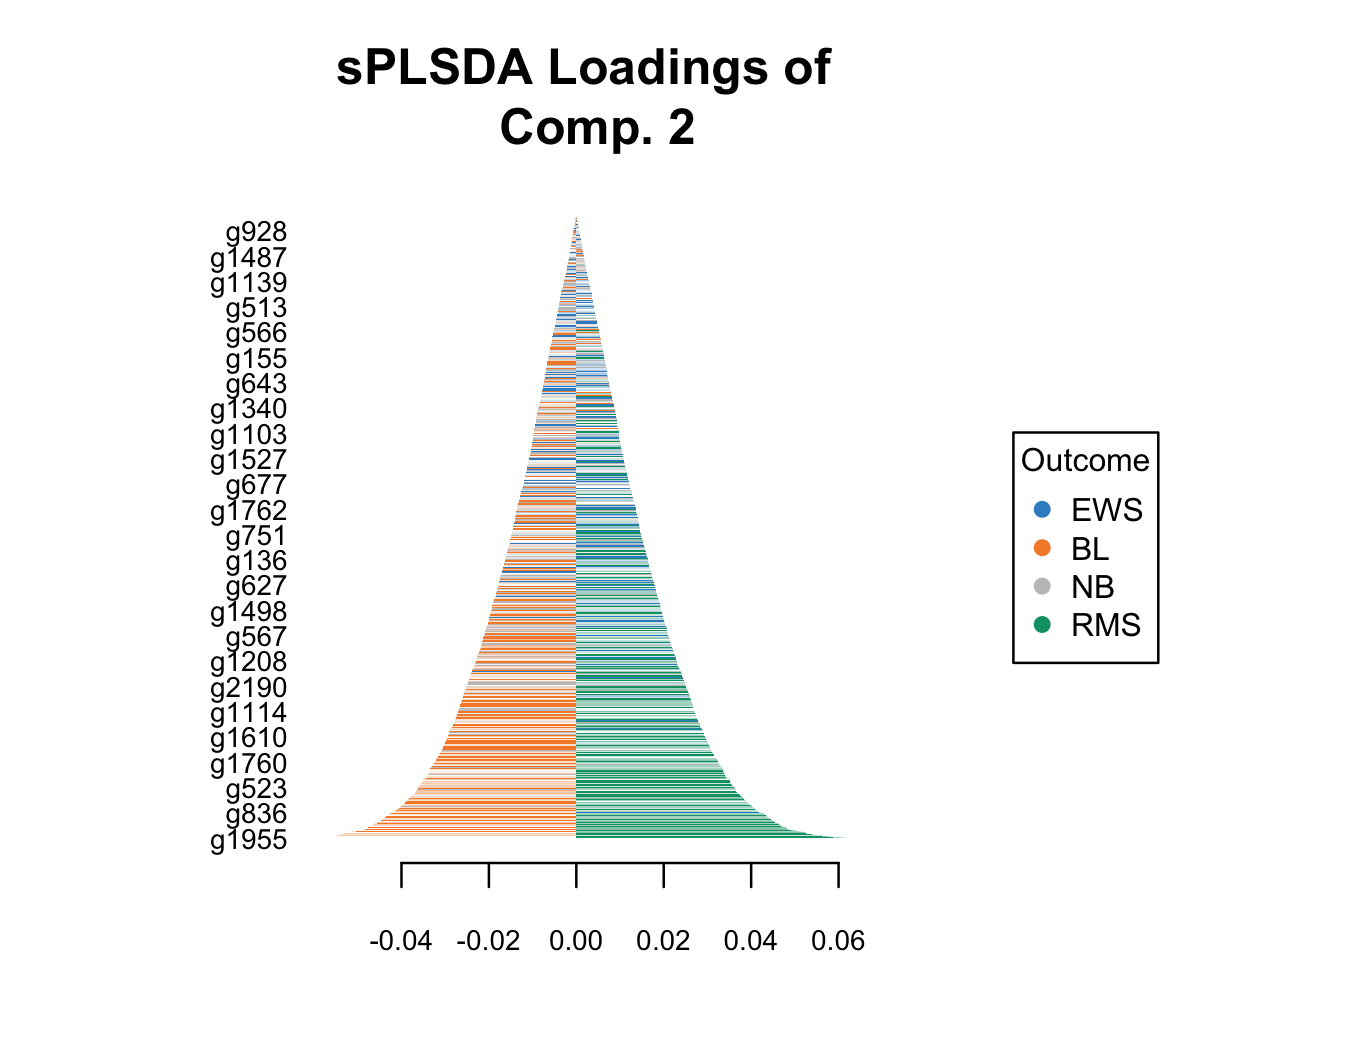 sPLSDA Loadings of
Comp. 2
g928
g1487
g1139
g513
g566
g155
g643
g1340
g1103
g1527
g677
g1762
g751
g136
g627
g1498
g567
g1208
g2190
g1114
g1610
g1760
g523
g836
g1955
-0.04 -0.02 0.00 0.02 0.04 0.06
Outcome
EWS
BL
NB
RMS